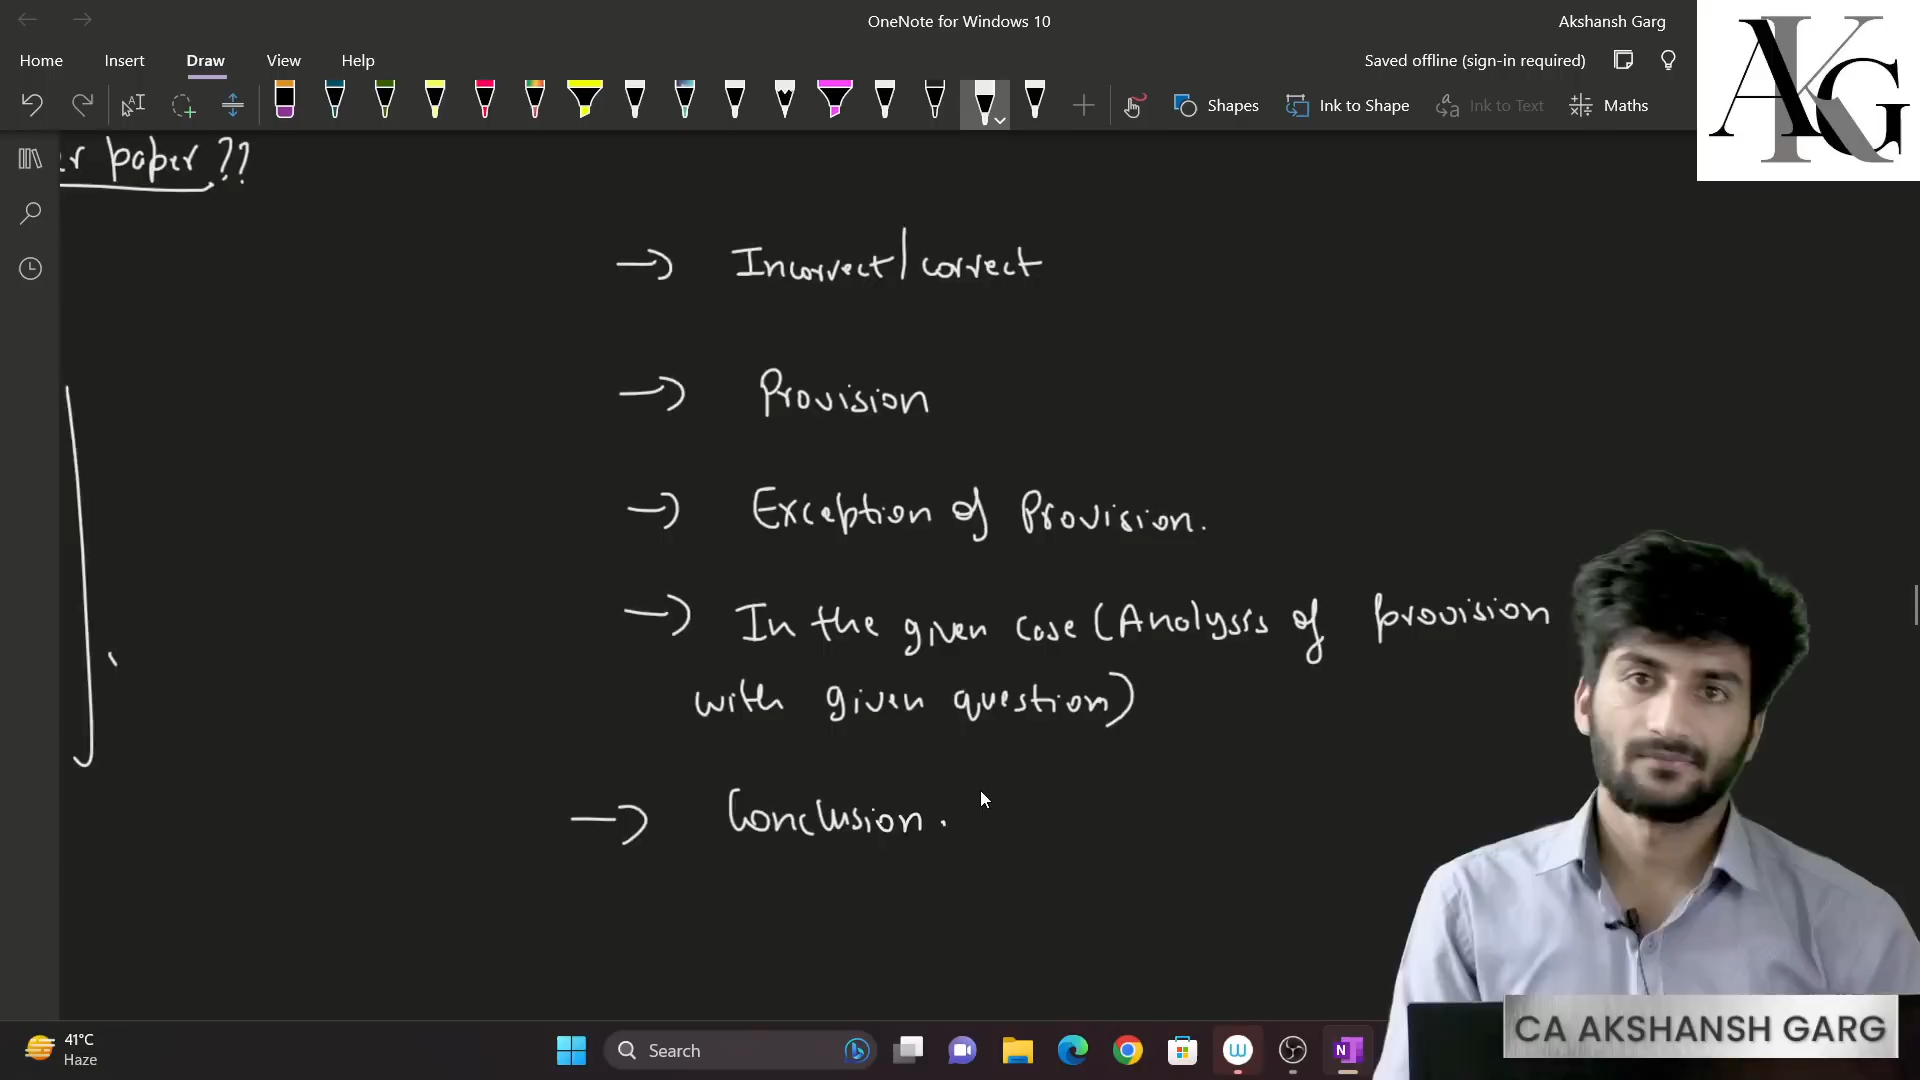 OneNote for Windows 10
Akshansh Garg
Home Insert Draw View Help
Saved offline (sign-in required)
Shapes Ink to Shape Ink to Text Maths
AKG
paper ??
→ Incorrect/correct
→ Provision
→ Exception of Provision.
→ In the given case (Analysis of provision
with given question)
→ Conclusion.
CA AKSHANSH GARG
41°C
Haze
Search